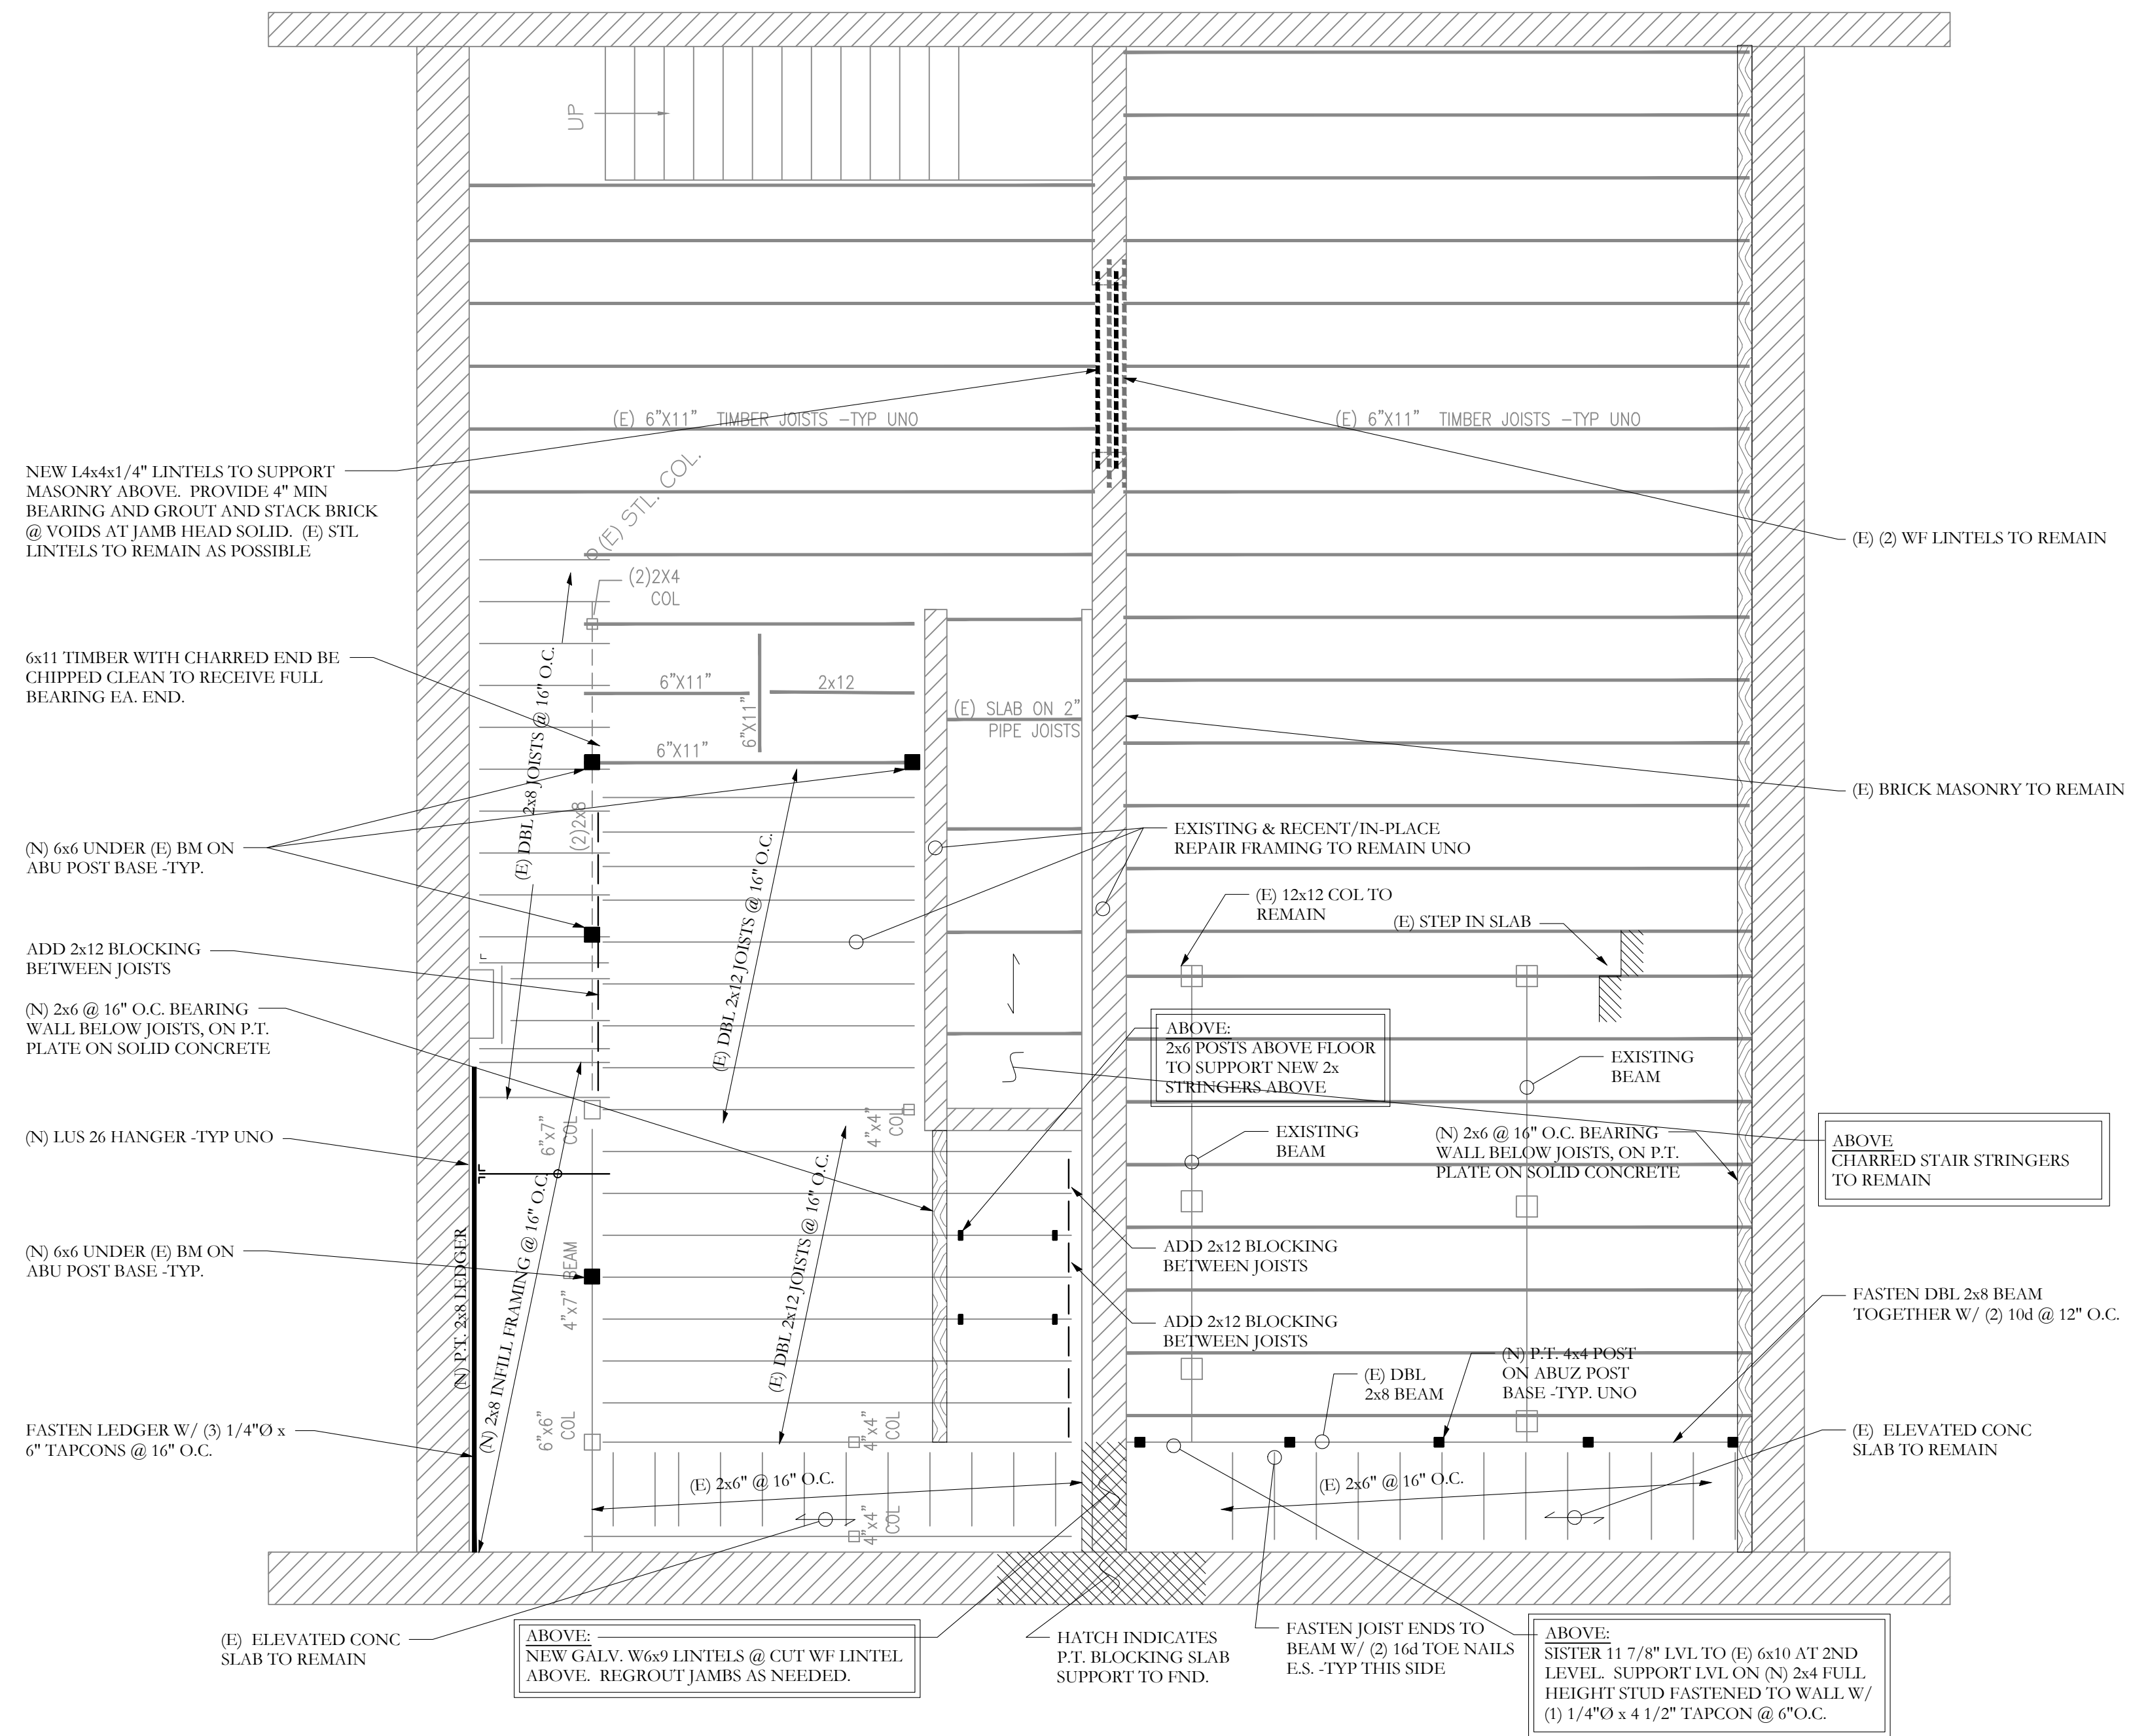 UP
(E) 6"X11" TIMBER JOISTS -TYP UNO
(E) 6"X11" TIMBER JOISTS -TYP UNO
NEW L4x4x1/4" LINTELS TO SUPPORT
MASONRY ABOVE. PROVIDE 4" MIN
BEARING AND GROUT AND STACK BRICK
@ VOIDS AT JAMB HEAD SOLID. (E) STL
LINTELS TO REMAIN AS POSSIBLE
(E) STL. COL.
(E) (2) WF LINTELS TO REMAIN
(2)2X4
COL
6x11 TIMBER WITH CHARRED END BE
CHIPPED CLEAN TO RECEIVE FULL
BEARING EA. END.
(E) DBL 2x8 JOISTS @ 16" O.C.
6"X11"
2x12
6"X11"
6"X11"
(E) SLAB ON 2"
PIPE JOISTS
(E) BRICK MASONRY TO REMAIN
(2)2x8
(N) 6x6 UNDER (E) BM ON
ABU POST BASE -TYP.
EXISTING & RECENT/IN-PLACE
REPAIR FRAMING TO REMAIN UNO
(E) DBL 2x12 JOISTS @ 16" O.C.
(E) 12x12 COL TO
REMAIN
(E) STEP IN SLAB
ADD 2x12 BLOCKING
BETWEEN JOISTS
(N) 2x6 @ 16" O.C. BEARING
WALL BELOW JOISTS, ON P.T.
PLATE ON SOLID CONCRETE
ABOVE:
2x6 POSTS ABOVE FLOOR
TO SUPPORT NEW 2x
STRINGERS ABOVE
EXISTING
BEAM
(N) LUS 26 HANGER -TYP UNO
6"x7"
COL
4"x4"
COL
EXISTING
BEAM
(N) 2x6 @ 16" O.C. BEARING
WALL BELOW JOISTS, ON P.T.
PLATE ON SOLID CONCRETE
ABOVE
CHARRED STAIR STRINGERS
TO REMAIN
(N) P.T. 2x8 LEDGER
(N) 2x8 INFILL FRAMING @ 16" O.C.
(N) 6x6 UNDER (E) BM ON
ABU POST BASE -TYP.
4"x7" BEAM
(E) DBL 2x12 JOISTS @ 16" O.C.
ADD 2x12 BLOCKING
BETWEEN JOISTS
ADD 2x12 BLOCKING
BETWEEN JOISTS
FASTEN DBL 2x8 BEAM
TOGETHER W/ (2) 10d @ 12" O.C.
(E) DBL
2x8 BEAM
(N) P.T. 4x4 POST
ON ABUZ POST
BASE -TYP. UNO
FASTEN LEDGER W/ (3) 1/4"Ø x
6" TAPCONS @ 16" O.C.
6"x6"
COL
4"x4"
COL
(E) ELEVATED CONC
SLAB TO REMAIN
(E) 2x6" @ 16" O.C.
(E) 2x6" @ 16" O.C.
4"x4"
COL
(E) ELEVATED CONC
SLAB TO REMAIN
ABOVE:
NEW GALV. W6x9 LINTELS @ CUT WF LINTEL
ABOVE. REGROUT JAMBS AS NEEDED.
HATCH INDICATES
P.T. BLOCKING SLAB
SUPPORT TO FND.
FASTEN JOIST ENDS TO
BEAM W/ (2) 16d TOE NAILS
E.S. -TYP THIS SIDE
ABOVE:
SISTER 11 7/8" LVL TO (E) 6x10 AT 2ND
LEVEL. SUPPORT LVL ON (N) 2x4 FULL
HEIGHT STUD FASTENED TO WALL W/
(1) 1/4"Ø x 4 1/2" TAPCON @ 6"O.C.